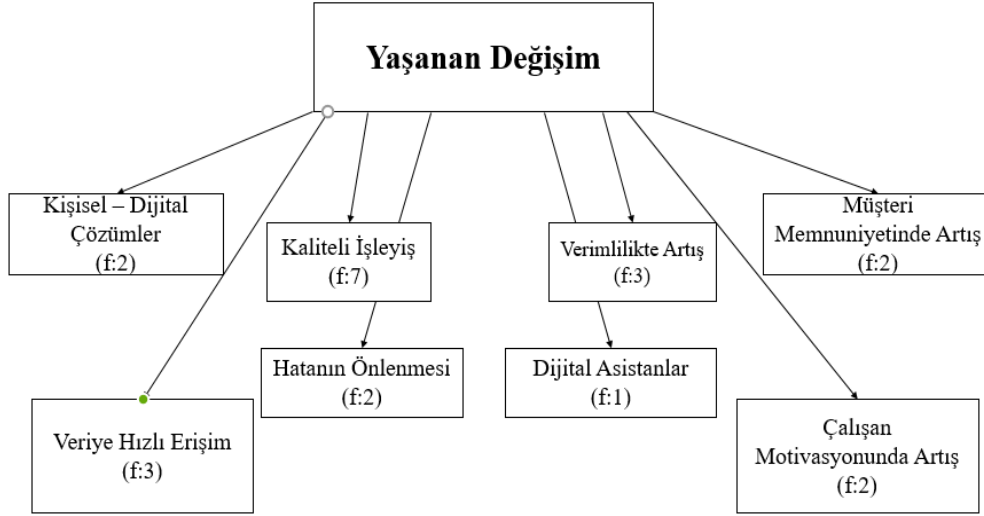 Yaşanan Değişim
Kişisel – Dijital
Çözümler
(f:2)
Kaliteli İşleyiş
(f:7)
Verimlilikte Artış
(f:3)
Müşteri
Memnuniyetinde Artış
(f:2)
Hatanın Önlenmesi
(f:2)
Dijital Asistanlar
(f:1)
Veriye Hızlı Erişim
(f:3)
Çalışan
Motivasyonunda Artış
(f:2)